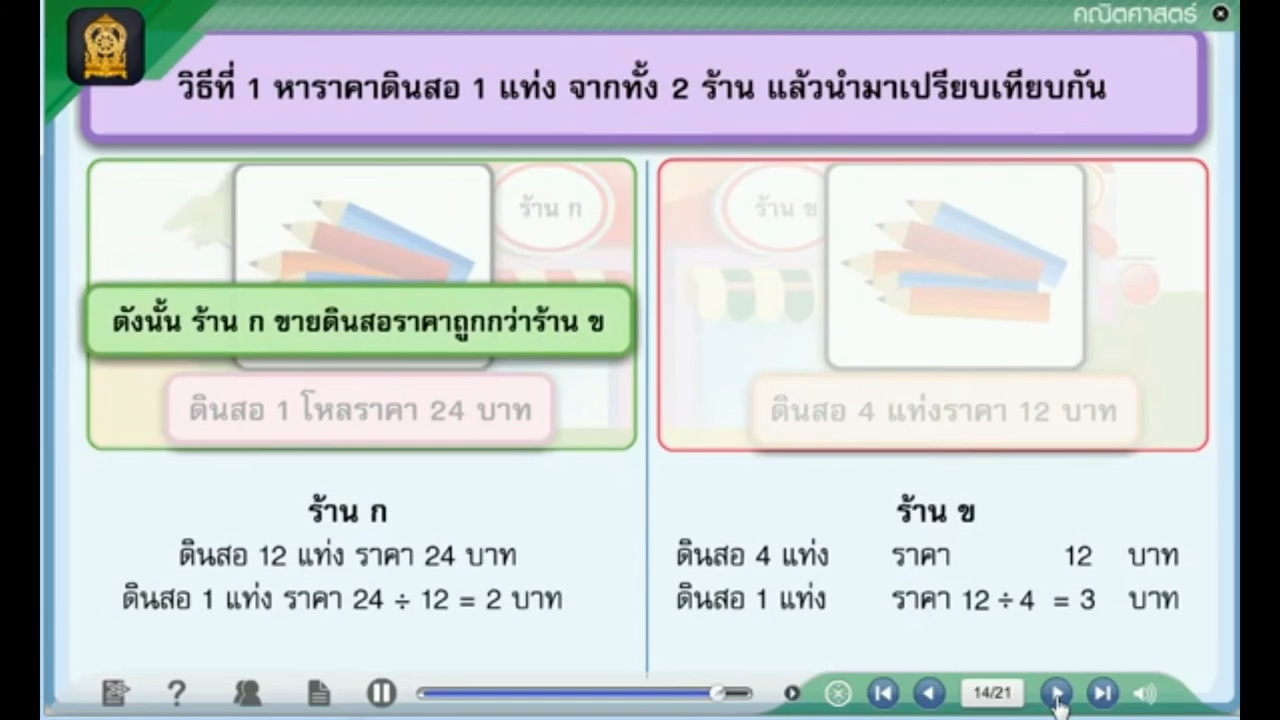 คณิตศาสตร์
วิธีที่ 1 หาราคาดินสอ 1 แท่ง จากทั้ง 2 ร้าน แล้วนำมาเปรียบเทียบกัน
ร้าน ก
ดังนั้น ร้าน ก ขายดินสอราคาถูกกว่าร้าน ข
ดินสอ 1 โหลราคา 24 บาท
ร้าน ข
ดินสอ 4 แท่งราคา 12 บาท
ร้าน ก
ดินสอ 12 แท่ง ราคา 24 บาท
ดินสอ 1 แท่ง ราคา 24 ÷ 12 = 2 บาท
ร้าน ข
ดินสอ 4 แท่ง ราคา 12 บาท
ดินสอ 1 แท่ง ราคา 12 ÷ 4 = 3 บาท
14/21